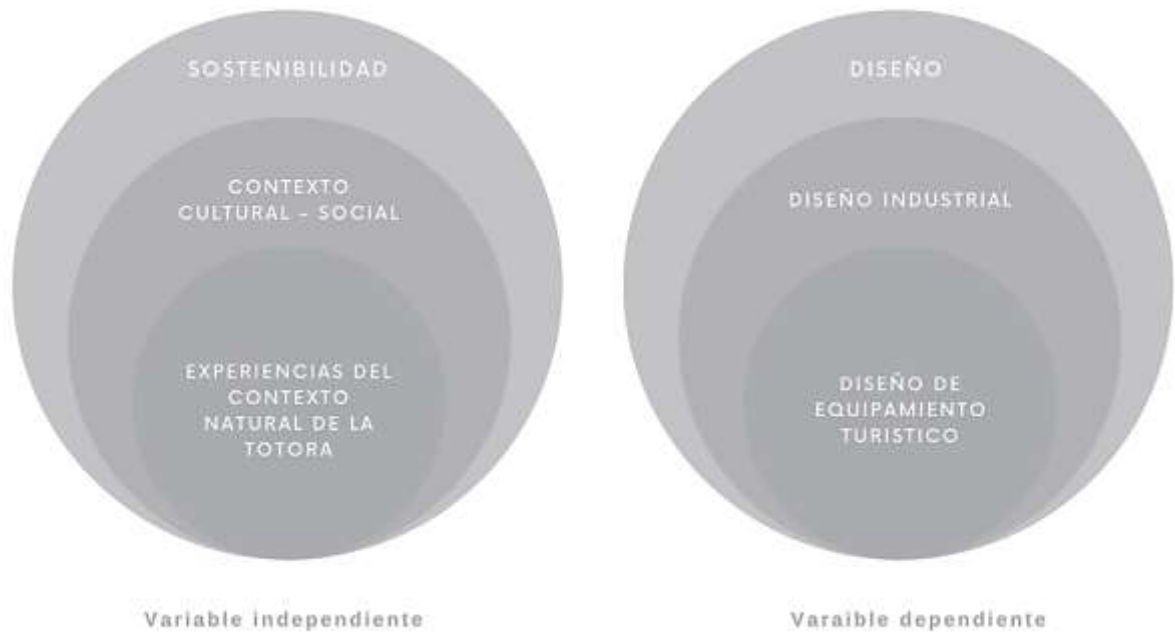 SOSTENIBILIDAD
CONTEXTO
CULTURAL - SOCIAL
EXPERIENCIAS DEL
CONTEXTO
NATURAL DE LA
TOTORA
Variable independiente
DISEÑO
DISEÑO INDUSTRIAL
DISEÑO DE
EQUIPAMIENTO
TURISTICO
Varaible dependiente